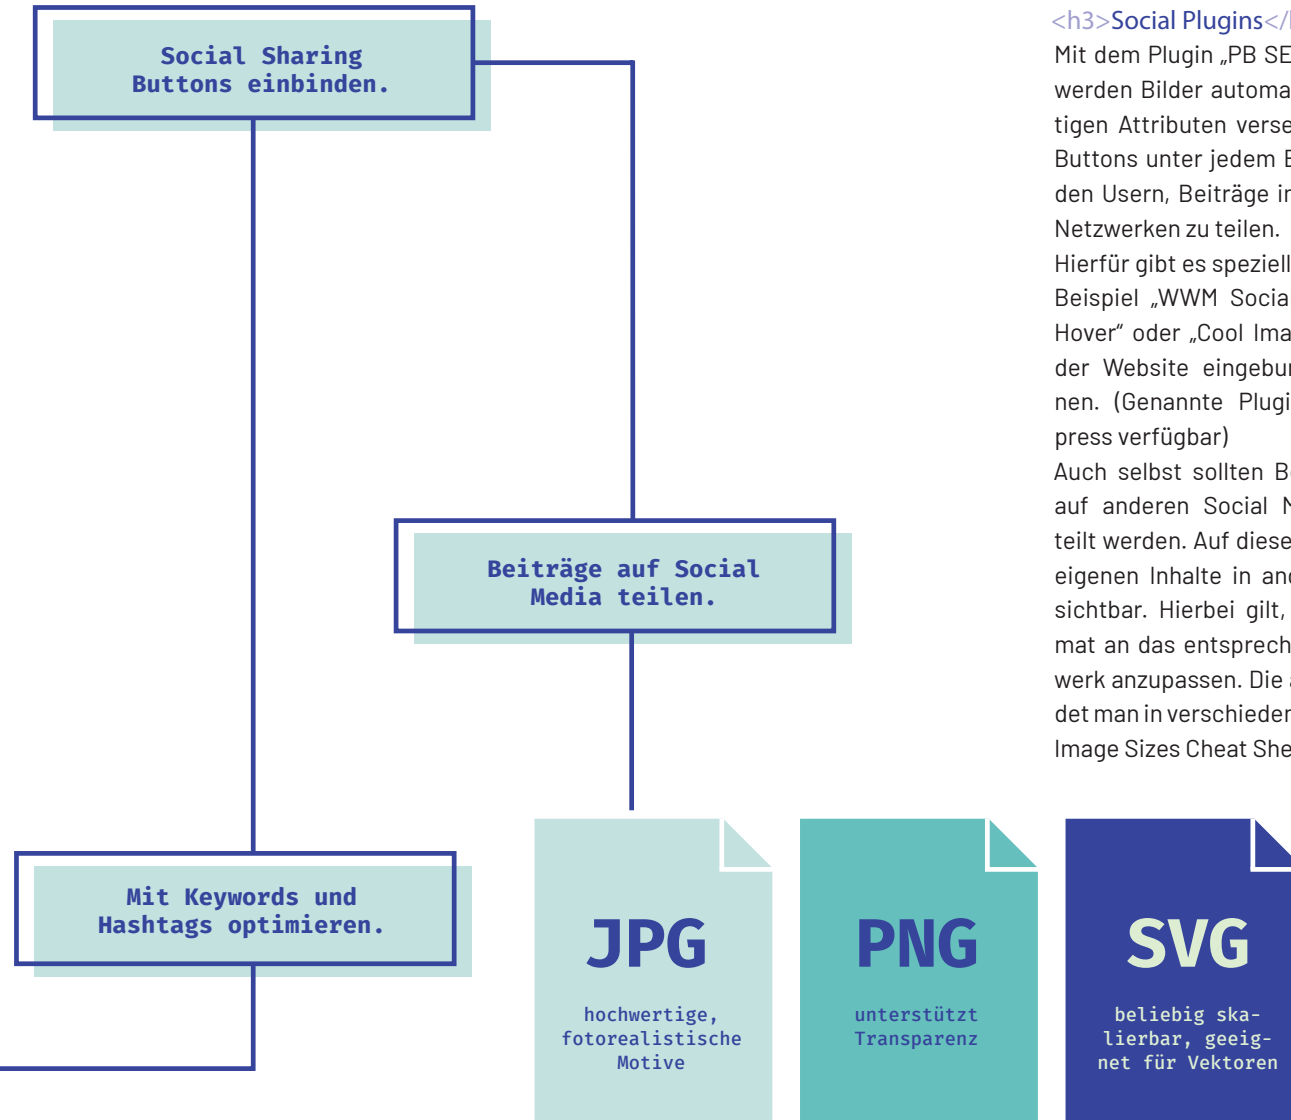 Social Sharing
Buttons einbinden.
Beiträge auf Social
Media teilen.
Mit Keywords und
Hashtags optimieren.
<h3>Social Plugins</
Mit dem Plugin „PB SE
werden Bilder automa
tigen Attributen verse
Buttons unter jedem
den Usern, Beiträge
Netzwerken zu teilen.
Hierfür gibt es speziell
Beispiel „WWM Social
Hover“ oder „Cool Ima
der Website eingebu
nen. (Genannte Plugi
press verfügbar)
Auch selbst sollten
auf anderen Social
teilt werden. Auf diese
eigenen Inhalte in
sichtbar. Hierbei gilt,
mat an das entsprech
werk anzupassen. Die
det man in verschieden
Image Sizes Cheat She
JPG
hochwertige,
fotorealistische
Motive
PNG
unterstützt
Transparenz
SVG
beliebig ska-
lierbar, geeig-
net für Vektoren